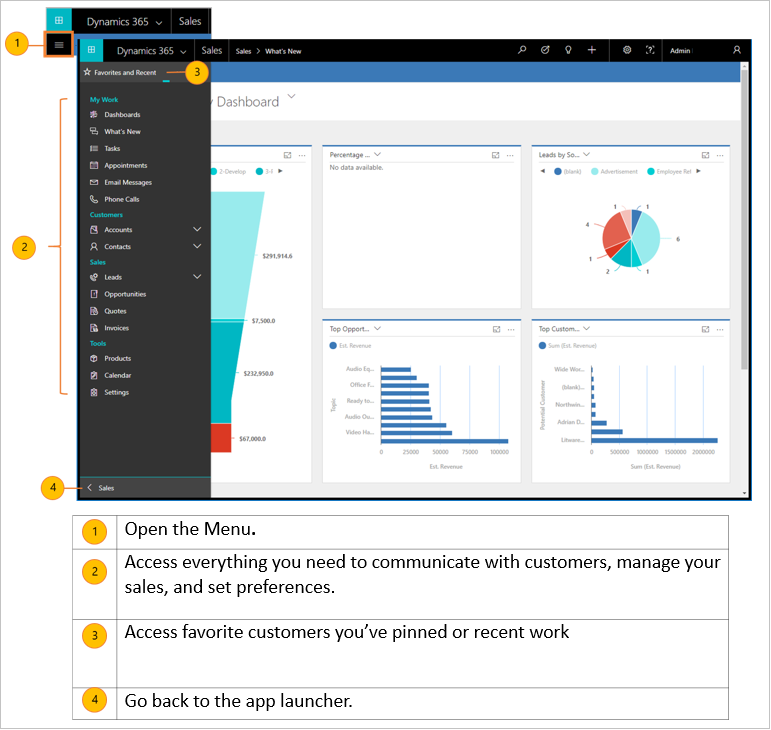 Dynamics 365 Sales
1
Dynamics 365 Sales Sales > What's New Admin
Favorites and Recent
3
My Work
Dashboards
What's New
Tasks
Appointments
Email Messages
Phone Calls
Customers
Accounts
Contacts
Sales
Leads
Opportunities
Quotes
Invoices
Tools
Products
Calendar
Settings
2
4
Sales
y Dashboard
2-Develop
$291,914.6
$7,500.0
$232,950.0
$67,000.0
Percentage ...
No data available.
Leads by So...
(blank) Advertisement Employee Ref
1
1
4
6
1
2
1
Top Opport...
Est. Revenue
Topic
Audio Eq...
Office F...
Ready to...
Audio Ou...
Video Ha...
0 25000 50000 75000 100000
Est. Revenue
Top Custom...
Sum (Est. Revenue)
Potential Customer
Wide Woc...
(blank)...
Northwin...
Adrian D...
Litware...
0 500000 1000000 1500000 2000000
Sum (Est. Revenue)
1 Open the Menu.
2 Access everything you need to communicate with customers, manage your
sales, and set preferences.
3 Access favorite customers you've pinned or recent work
4 Go back to the app launcher.